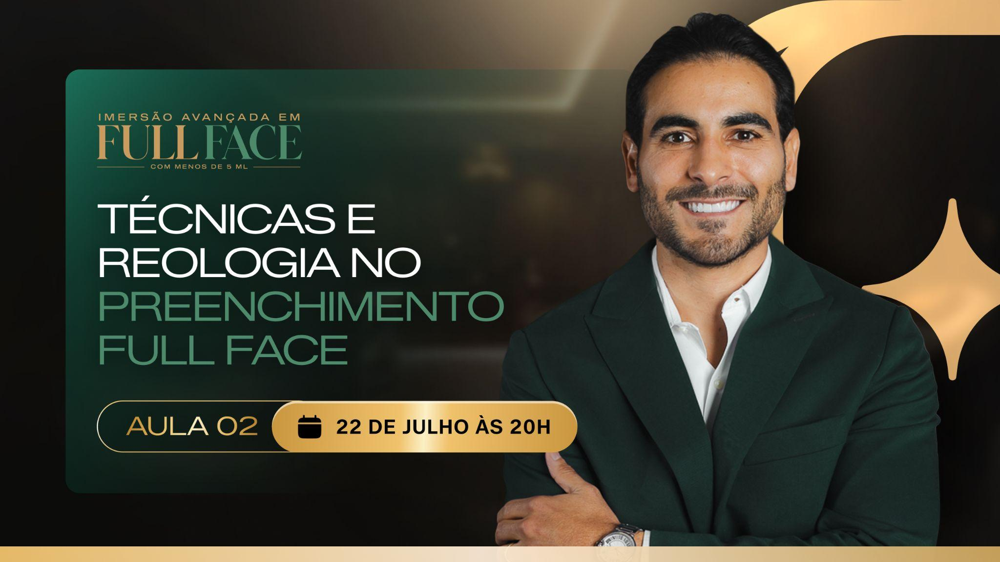 IMERSÃO AVANÇADA EM
FULL FACE
COM MENOS DE 5 ML
TÉCNICAS E
REOLOGIA NO
PREENCHIMENTO
FULL FACE
AULA 02
22 DE JULHO ÀS 20H